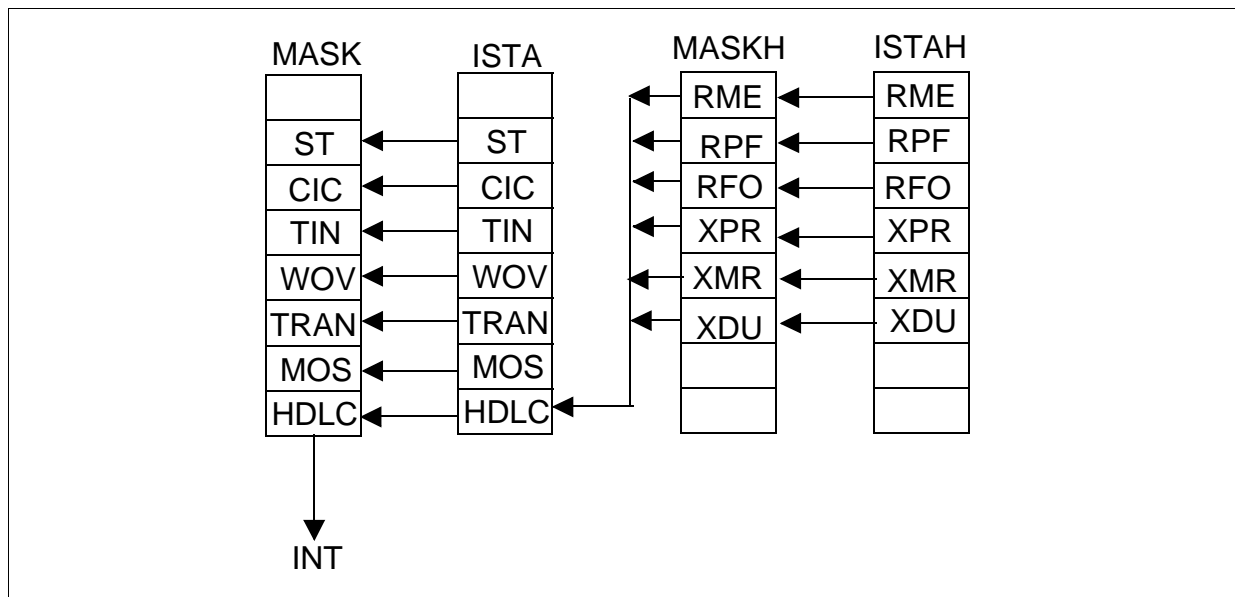 MASK ISTA MASKH ISTAH
RME RME
ST ST RPF RPF
CIC CIC RFO RFO
TIN TIN XPR XPR
WOV WOV XMR XMR
TRAN TRAN XDU XDU
MOS MOS
HDLC HDLC
INT